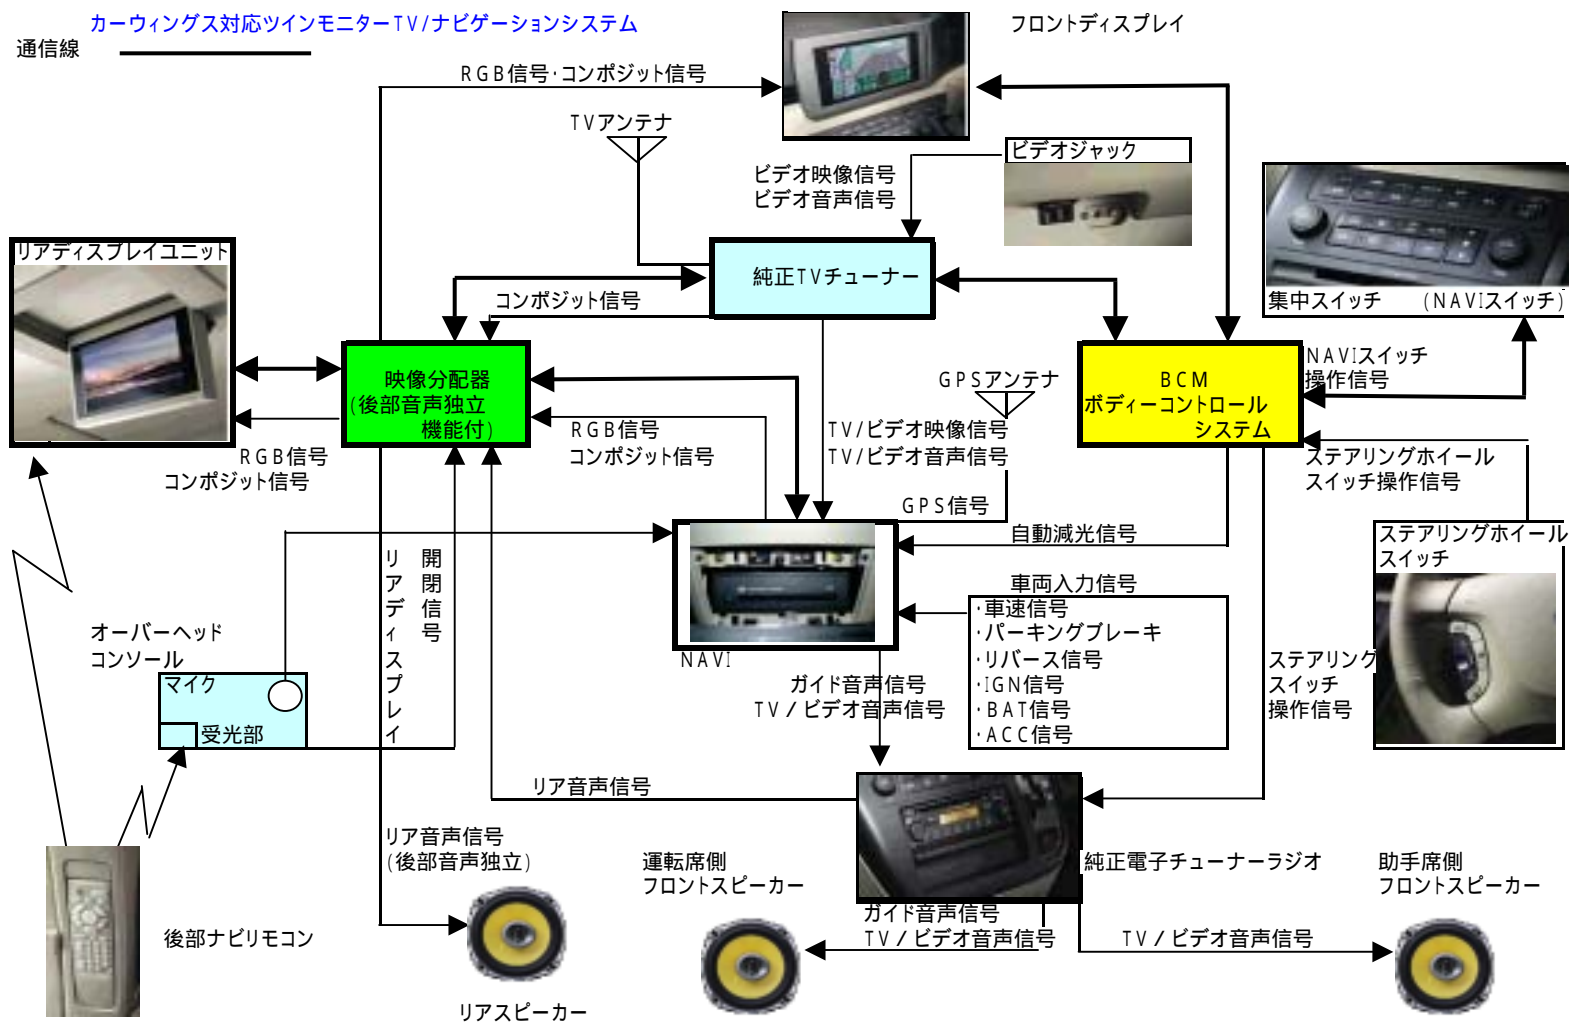 カーウィングス対応ツインモニターTV/ナビゲーションシステム
通信線
フロントディスプレイ
RGB信号･コンポジット信号
TVアンテナ
ビデオジャック
ビデオ映像信号
ビデオ音声信号
リアディスプレイユニット
純正TVチューナー
コンポジット信号
集中スイッチ (NAVIスイッチ)
映像分配器
(後部音声独立
機能付)
GPSアンテナ
BCM
ボディーコントロール
システム
NAVIスイッチ
操作信号
RGB信号
コンポジット信号
RGB信号
コンポジット信号
TV/ビデオ映像信号
TV/ビデオ音声信号
ステアリングホイール
スイッチ操作信号
GPS信号
自動減光信号
ステアリングホイール
スイッチ
リアディスプレイ
開閉信号
車両入力信号
･車速信号
･パーキングブレーキ
･リバース信号
･IGN信号
･BAT信号
･ACC信号
オーバーヘッド
コンソール
マイク
受光部
NAVI
ガイド音声信号
TV/ビデオ音声信号
ステアリング
スイッチ
操作信号
リア音声信号
リア音声信号
(後部音声独立)
運転席側
フロントスピーカー
純正電子チューナーラジオ
助手席側
フロントスピーカー
後部ナビリモコン
ガイド音声信号
TV/ビデオ音声信号
TV/ビデオ音声信号
リアスピーカー